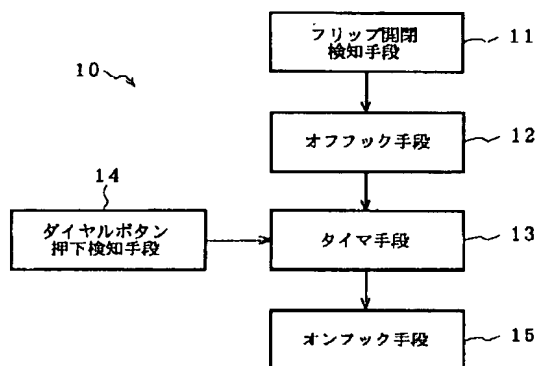 フリップ開閉
検知手段
11
10
オフフック手段
12
14
ダイヤルボタン
押下検知手段
タイマ手段
13
オンフック手段
15